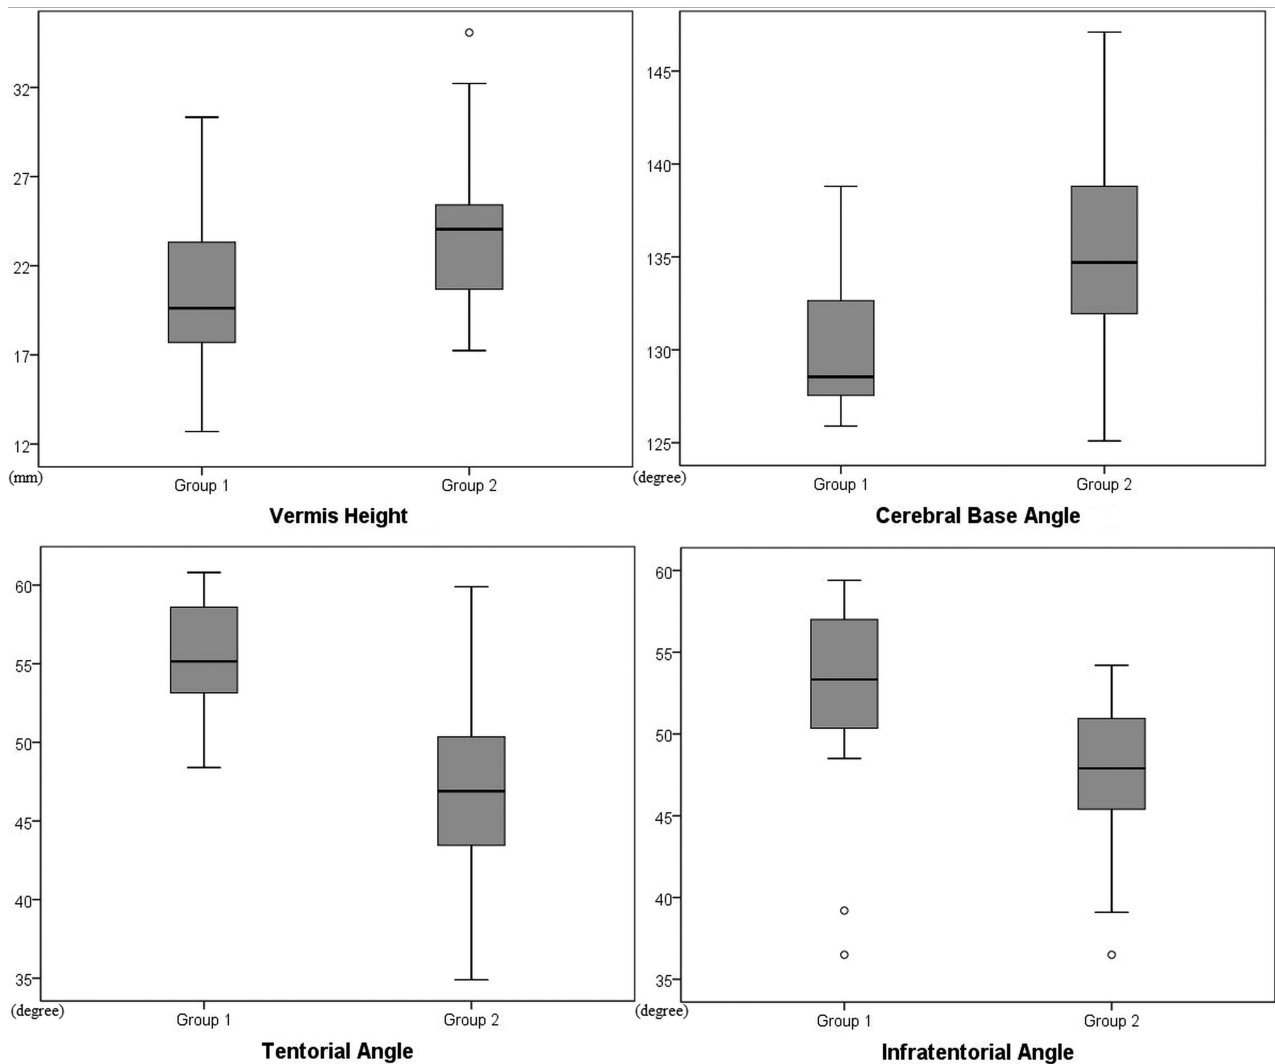 32
27
22
17
12
(mm)
Group 1
Group 2
Vermis Height
145
140
135
130
125
(degree)
Group 1
Group 2
Cerebral Base Angle
60
55
50
45
40
35
(degree)
Group 1
Group 2
Tentorial Angle
60
55
50
45
40
35
(degree)
Group 1
Group 2
Infratentorial Angle